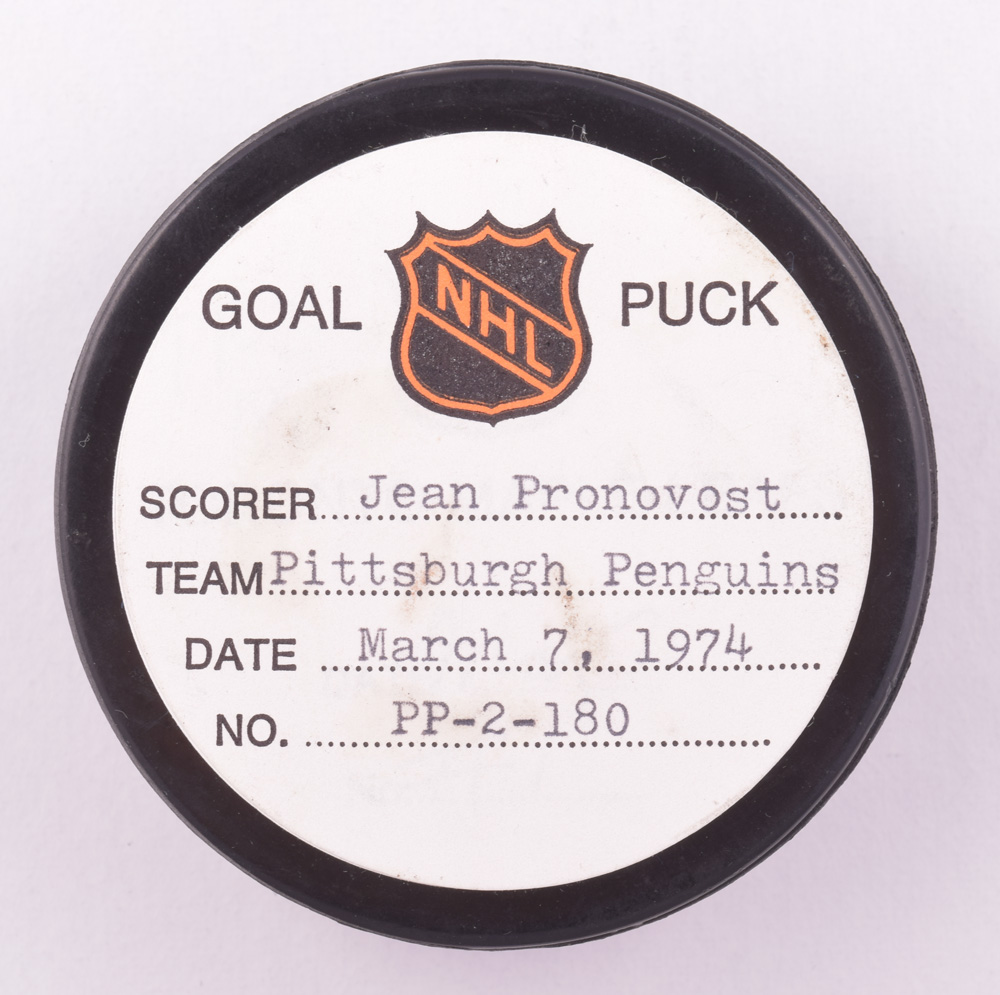 GOAL NHL PUCK
SCORER Jean Pronovost
TEAM Pittsburgh Penguins
DATE March 7, 1974
NO. PP-2-180